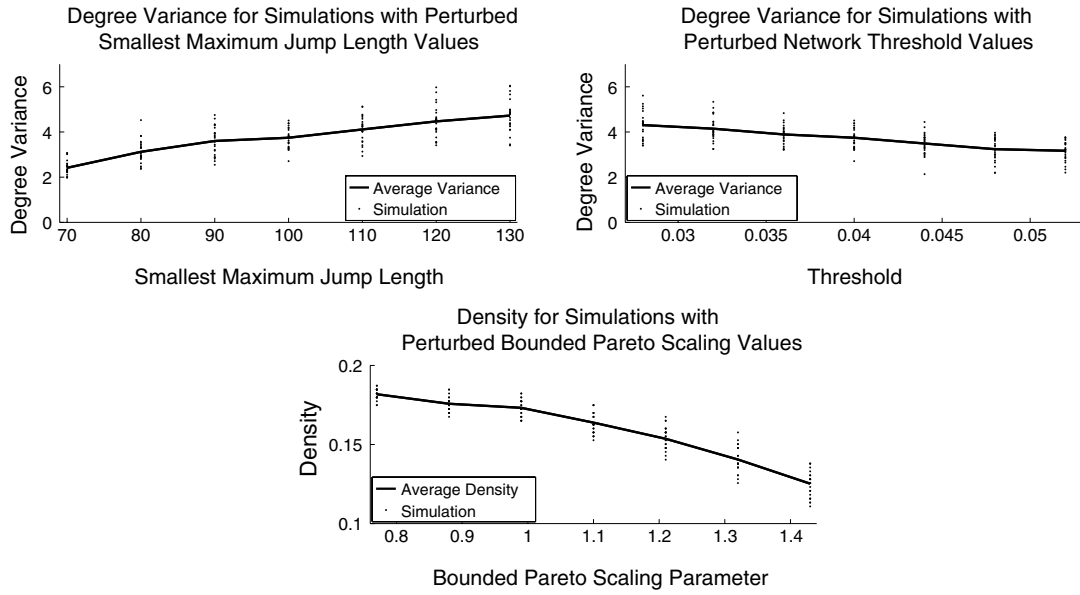 Degree Variance for Simulations with Perturbed
Smallest Maximum Jump Length Values
Degree Variance
6
4
2
0
Average Variance
Simulation
70 80 90 100 110 120 130
Smallest Maximum Jump Length
Degree Variance for Simulations with
Perturbed Network Threshold Values
Degree Variance
6
4
2
0
Average Variance
Simulation
0.03 0.035 0.04 0.045 0.05
Threshold
Density for Simulations with
Perturbed Bounded Pareto Scaling Values
Density
0.2
0.15
0.1
Average Density
Simulation
0.8 0.9 1 1.1 1.2 1.3 1.4
Bounded Pareto Scaling Parameter